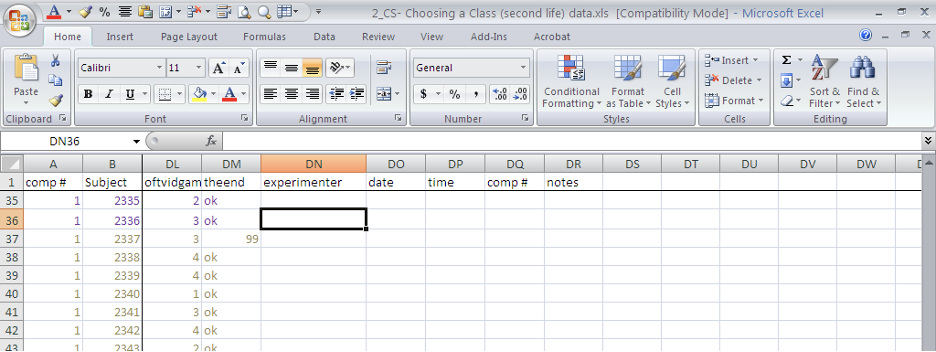 2_CS- Choosing a Class (second life) data.xls [Compatibility Mode] - Microsoft Excel
Home Insert Page Layout Formulas Data Review View Add-Ins Acrobat
Paste Calibri 11 General Conditional Formatting Format as Table Cell Styles Insert Delete Format Sort & Filter Find & Select
Clipboard Font Alignment Number Styles Cells Editing
DN36 fx
A B DL DM DN DO DP DQ DR DS DT DU DV DW
1 comp # Subject oftvidgam theend experimenter date time comp # notes
35 1 2335 2 ok
36 1 2336 3 ok
37 1 2337 3 99
38 1 2338 4 ok
39 1 2339 4 ok
40 1 2340 1 ok
41 1 2341 3 ok
42 1 2342 4 ok
43 1 2343 2 ok